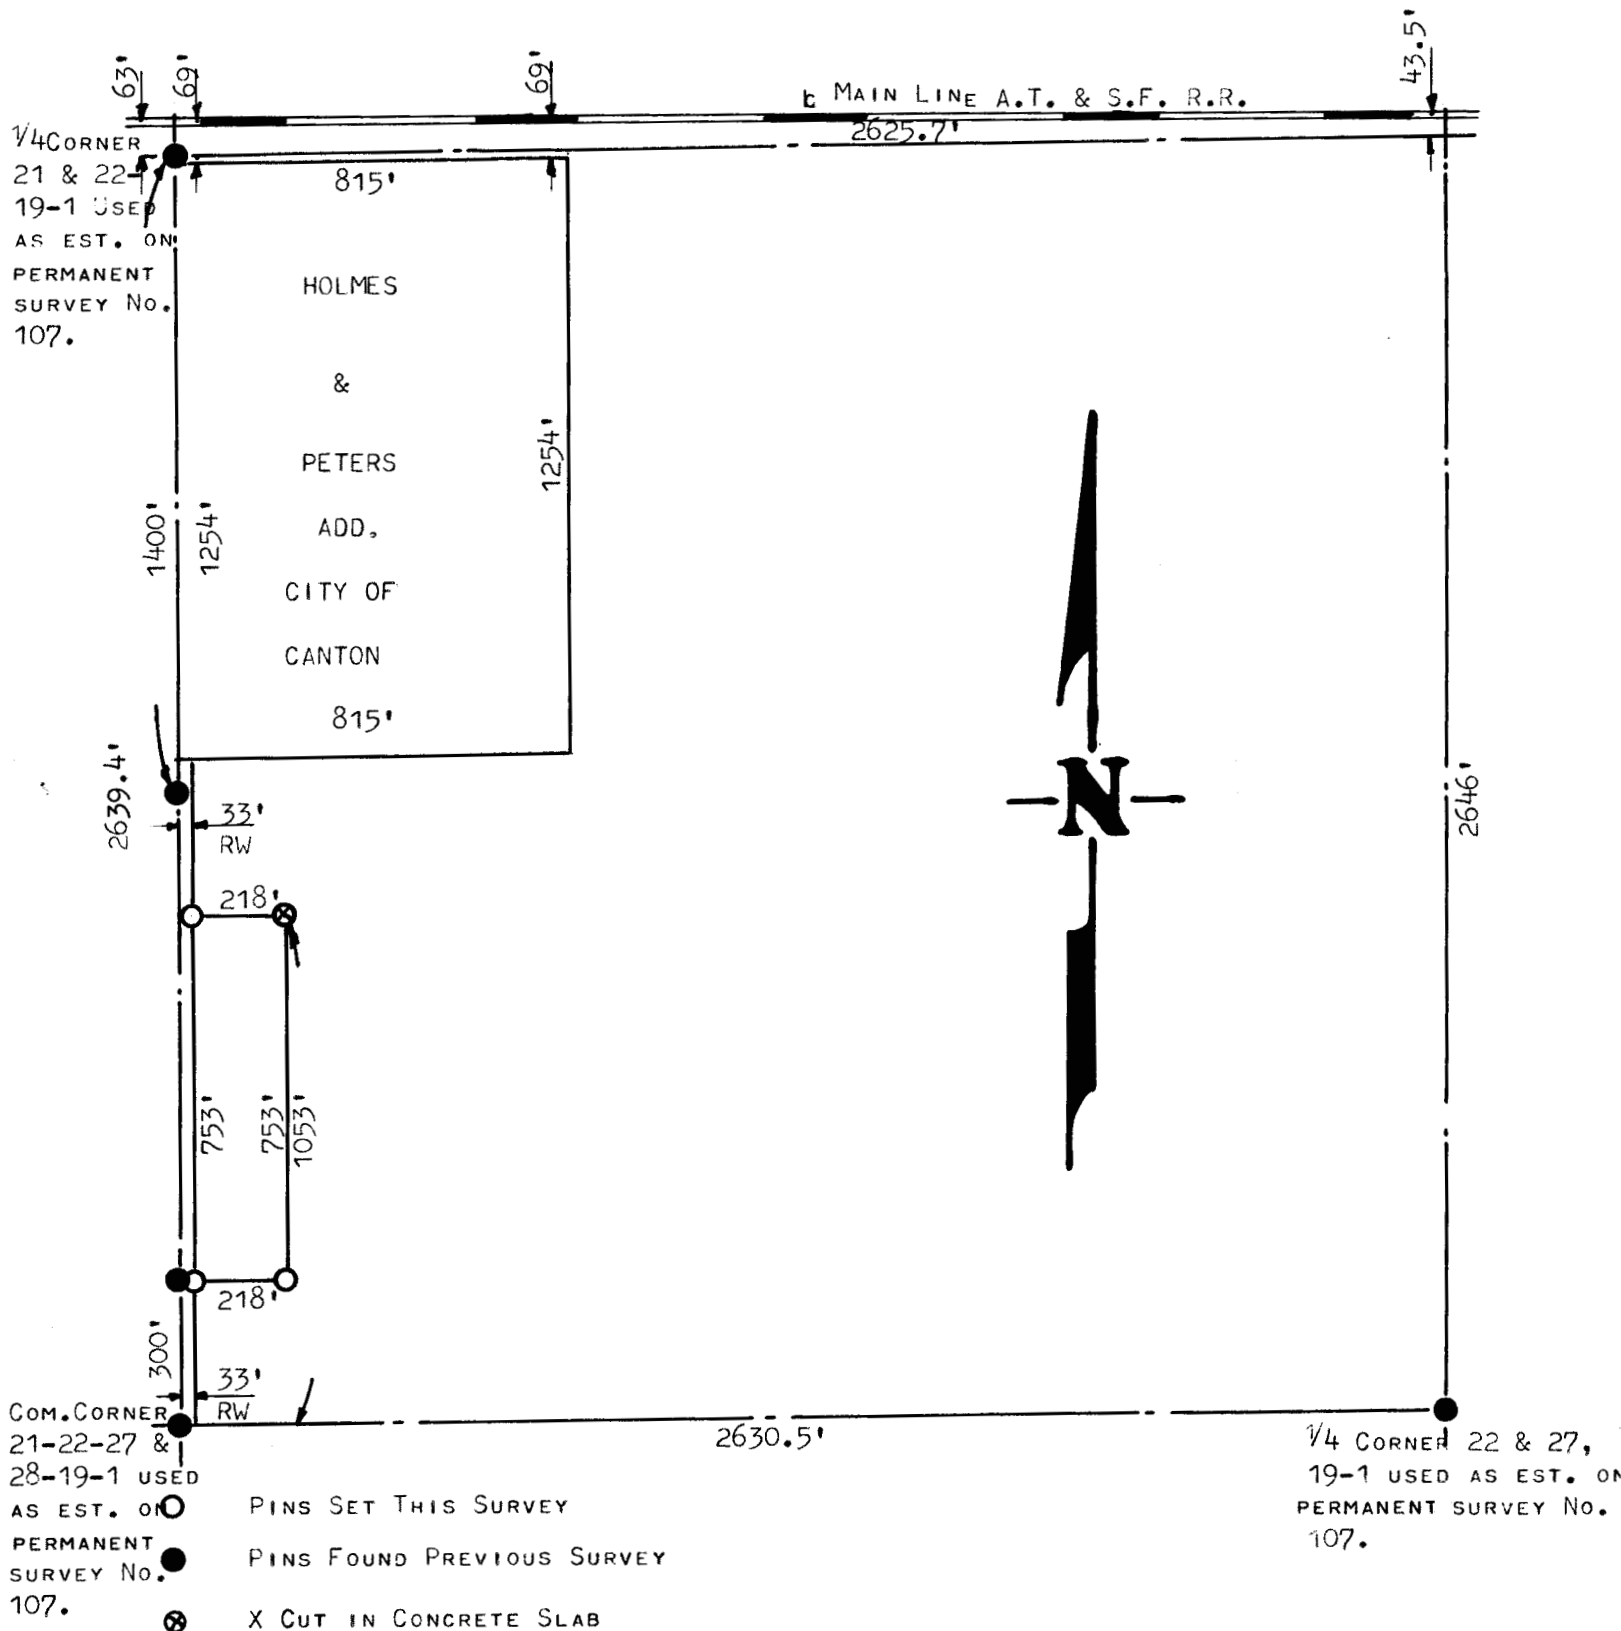 63'
69'
69'
43.5'
℄ MAIN LINE A.T. & S.F. R.R.
2625.7'
1/4 CORNER
21 & 22-
19-1 USED
AS EST. ON
PERMANENT
SURVEY NO.
107.
815'
HOLMES
&
PETERS
ADD,
CITY OF
CANTON
815'
1400'
1254'
1254'
2639.4'
2646'
33'
RW
218'
N
753'
753'
1053'
218'
300'
33'
RW
COM. CORNER
21-22-27 &
28-19-1 USED
AS EST. ON
PERMANENT
SURVEY NO.
107.
2630.5'
1/4 CORNER 22 & 27,
19-1 USED AS EST. ON
PERMANENT SURVEY NO.
107.
PINS SET THIS SURVEY
PINS FOUND PREVIOUS SURVEY
X CUT IN CONCRETE SLAB